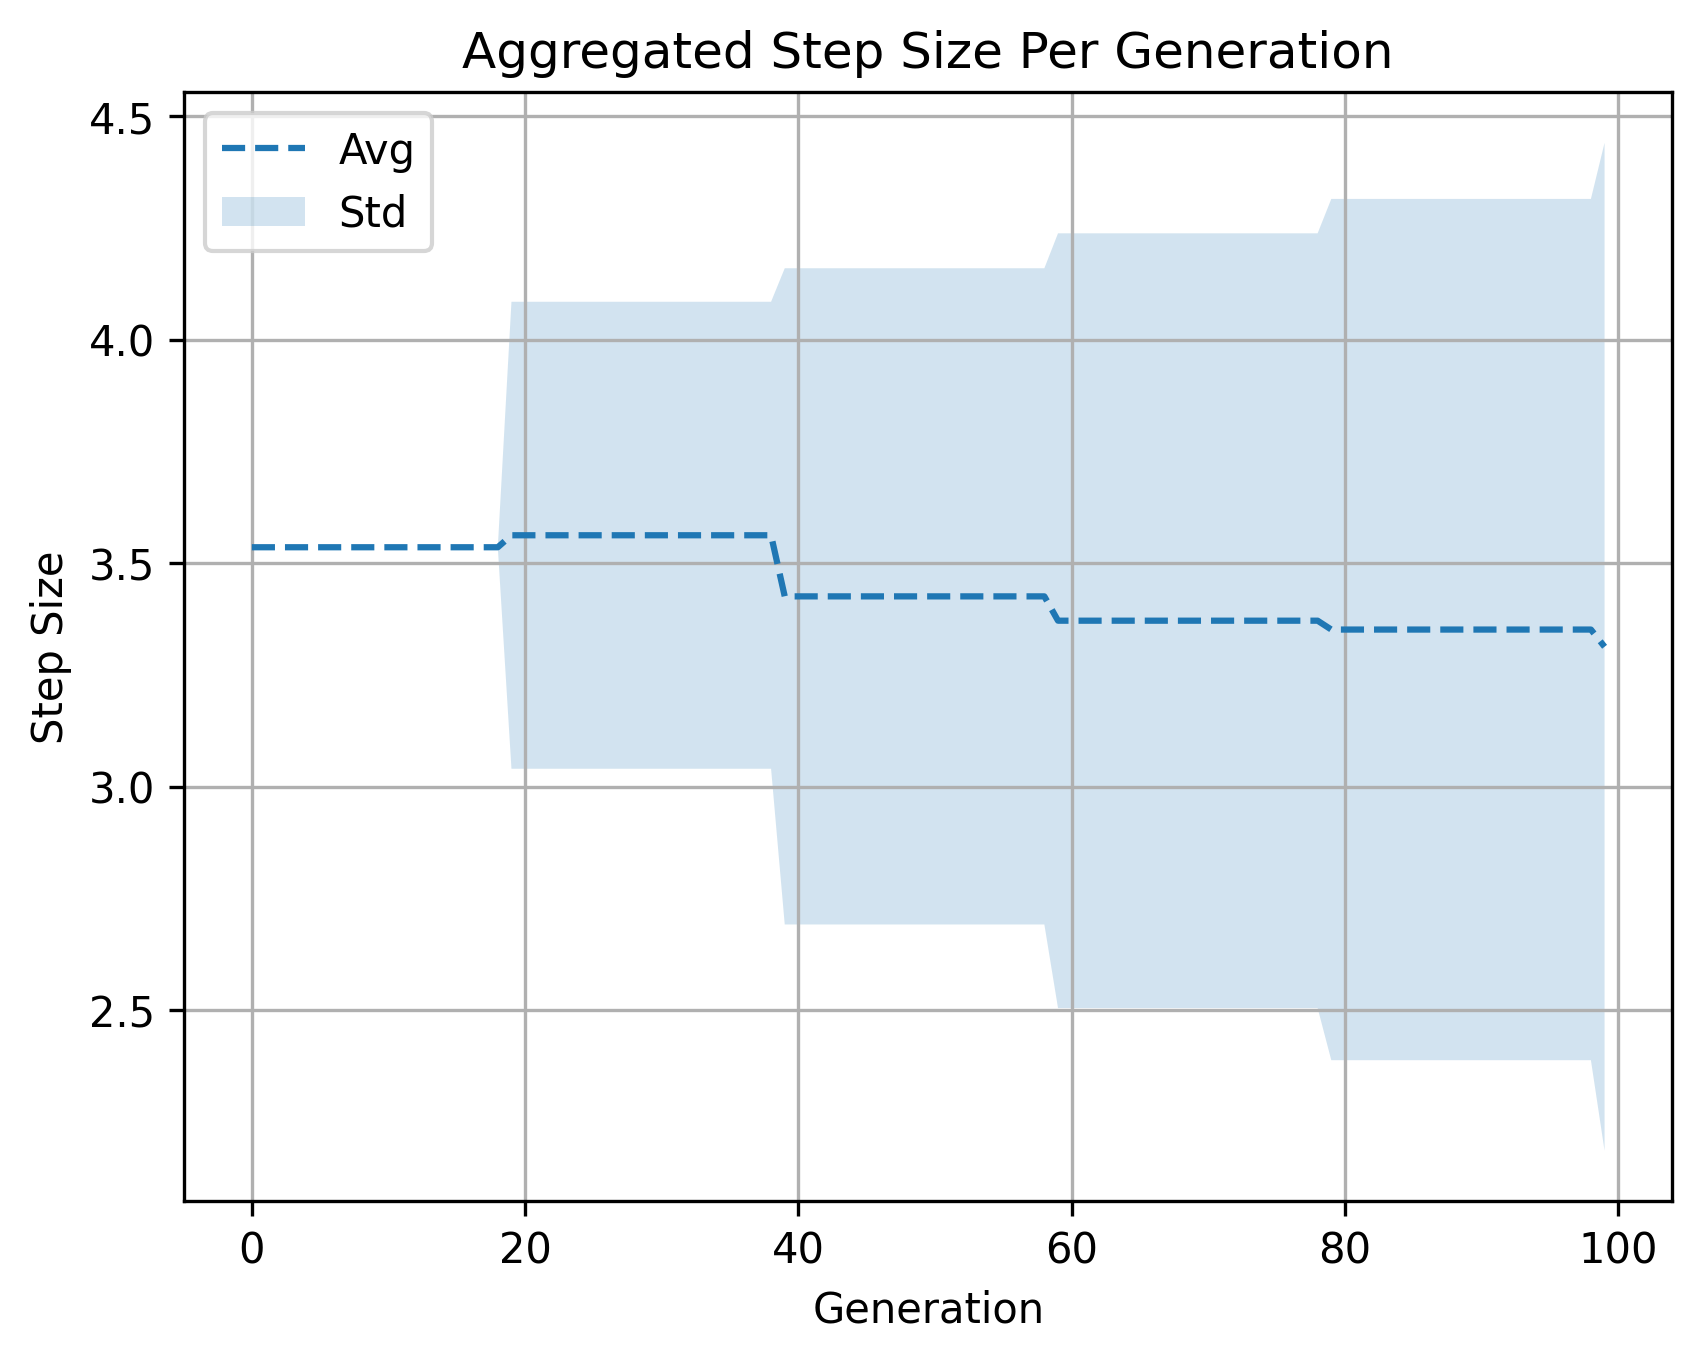 Aggregated Step Size Per Generation
Avg
Std
Step Size
4.5
4.0
3.5
3.0
2.5
0 20 40 60 80 100
Generation